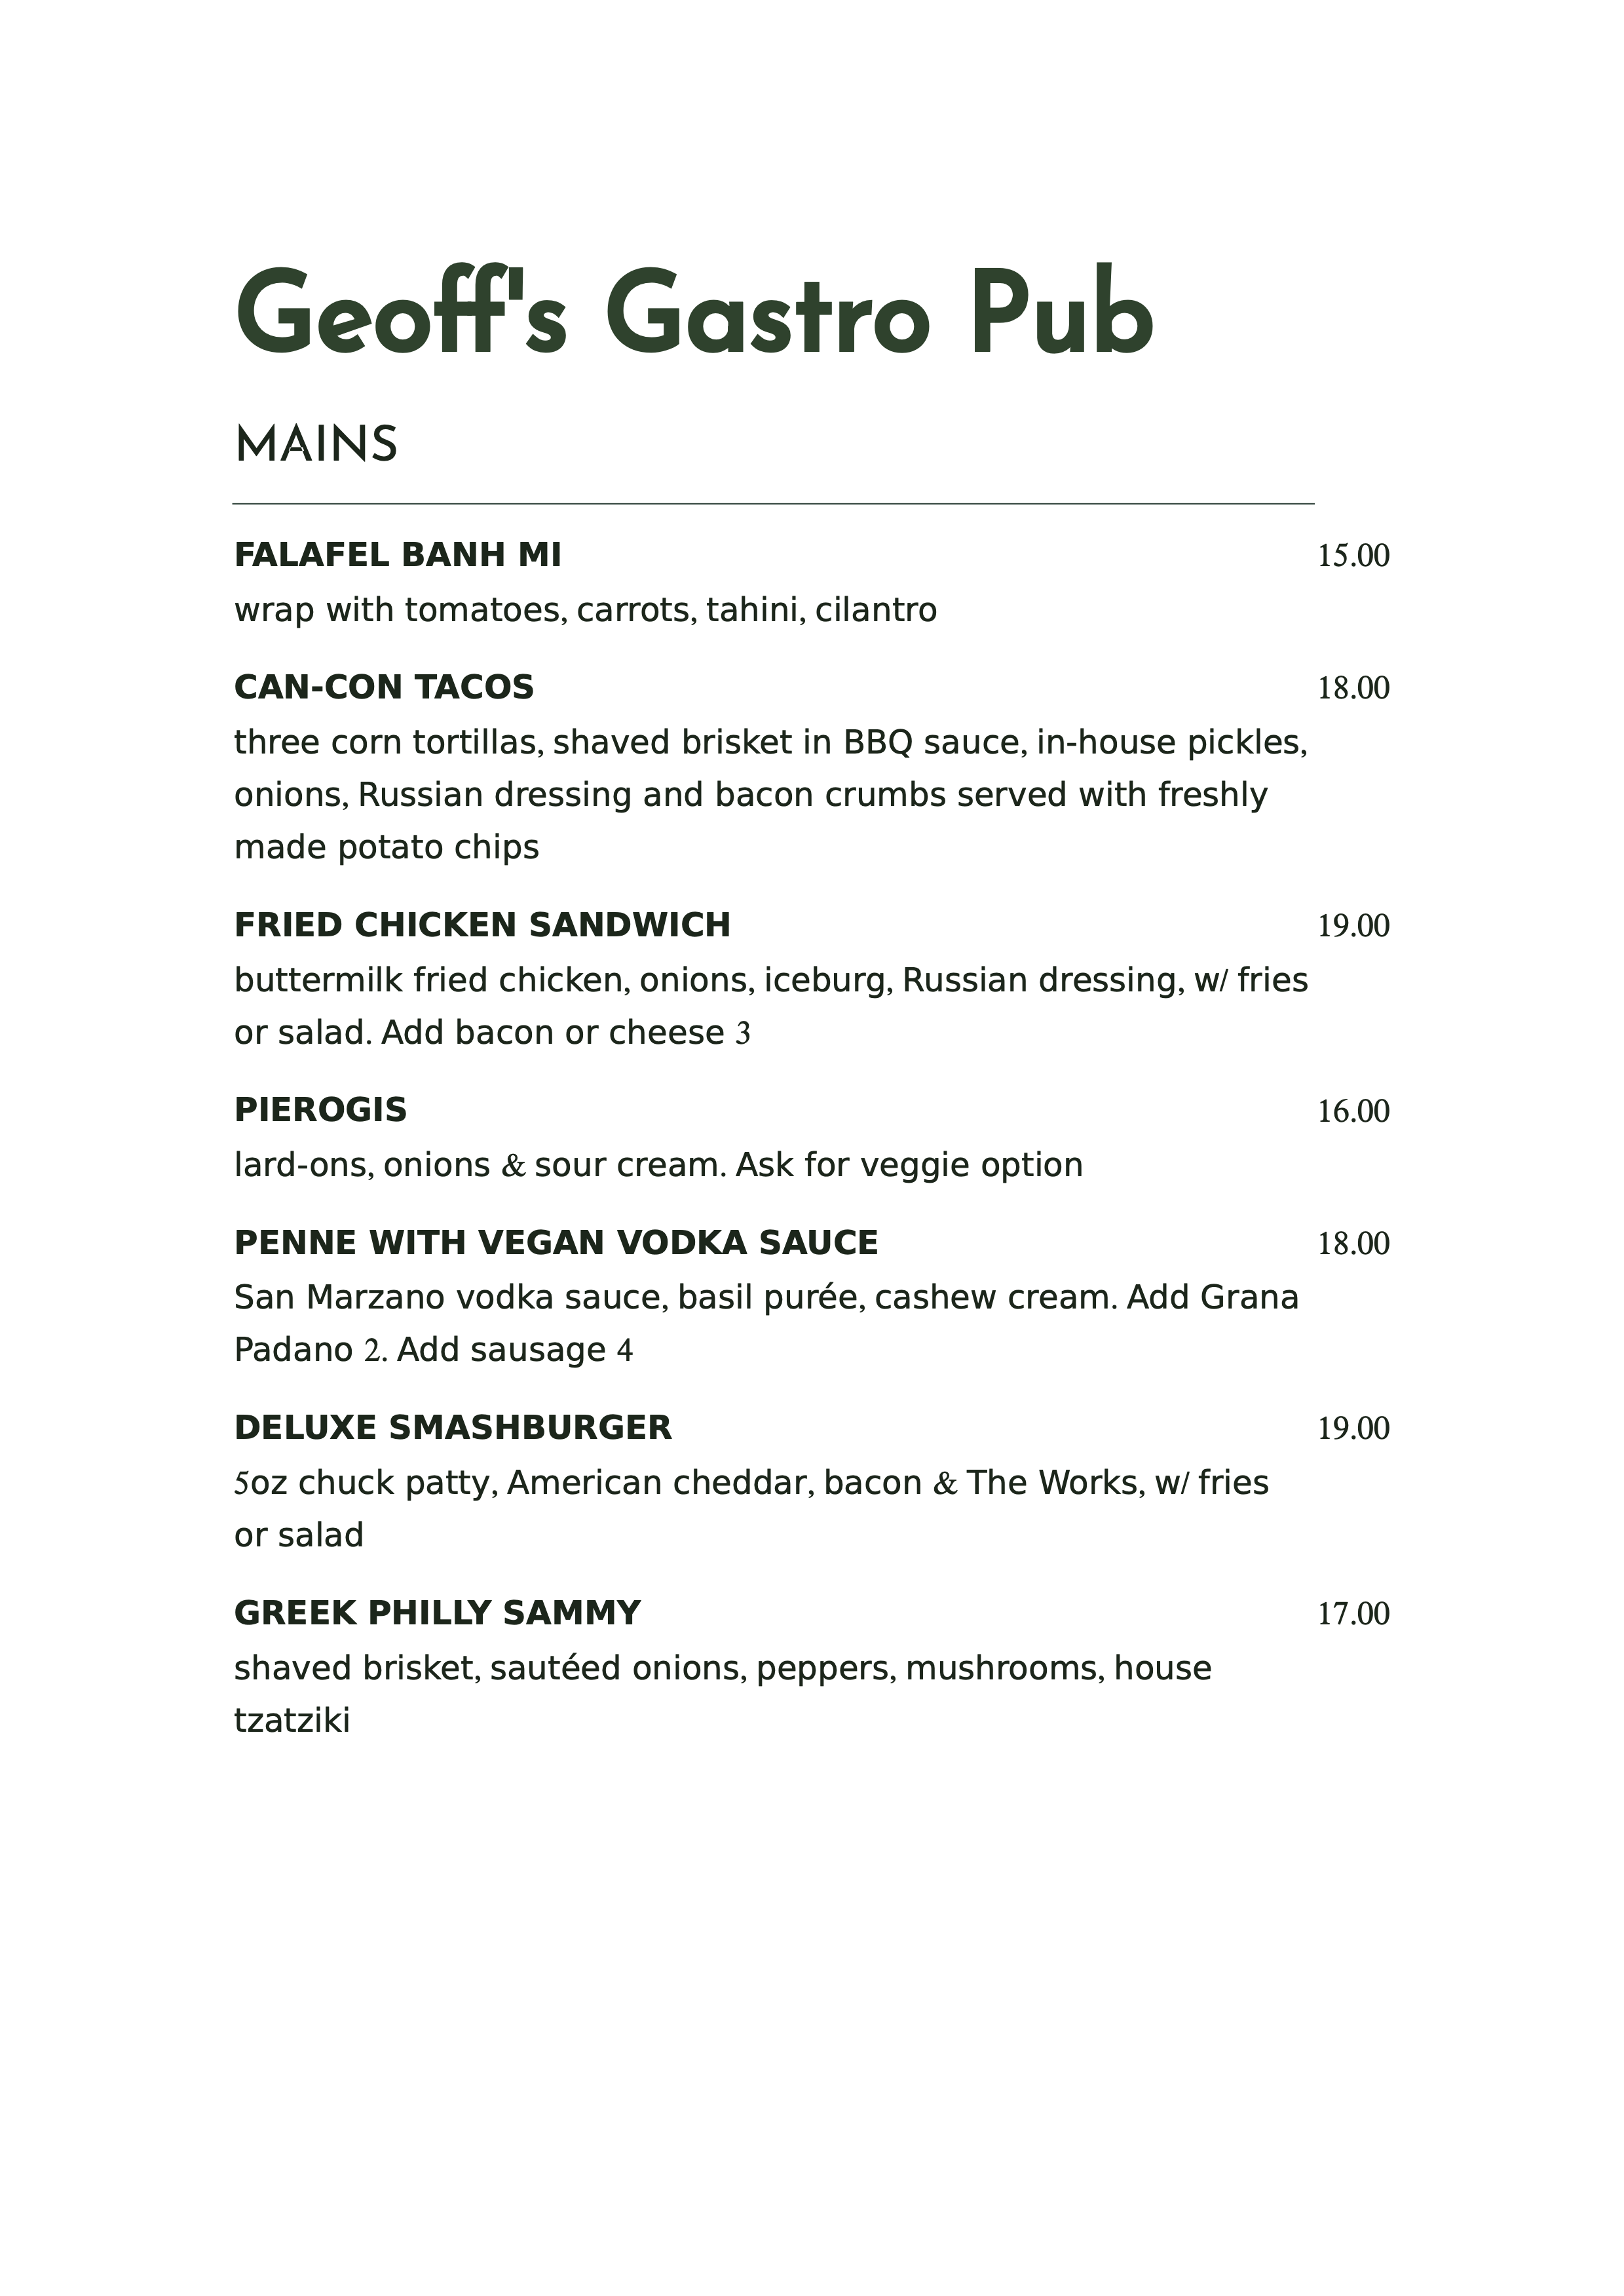 Geoff's Gastro Pub
MAINS
FALAFEL BANH MI 15.00
wrap with tomatoes, carrots, tahini, cilantro
CAN-CON TACOS 18.00
three corn tortillas, shaved brisket in BBQ sauce, in-house pickles,
onions, Russian dressing and bacon crumbs served with freshly
made potato chips
FRIED CHICKEN SANDWICH 19.00
buttermilk fried chicken, onions, iceburg, Russian dressing, w/ fries
or salad. Add bacon or cheese 3
PIEROGIS 16.00
lard-ons, onions & sour cream. Ask for veggie option
PENNE WITH VEGAN VODKA SAUCE 18.00
San Marzano vodka sauce, basil purée, cashew cream. Add Grana
Padano 2. Add sausage 4
DELUXE SMASHBURGER 19.00
5oz chuck patty, American cheddar, bacon & The Works, w/ fries
or salad
GREEK PHILLY SAMMY 17.00
shaved brisket, sautéed onions, peppers, mushrooms, house
tzatziki